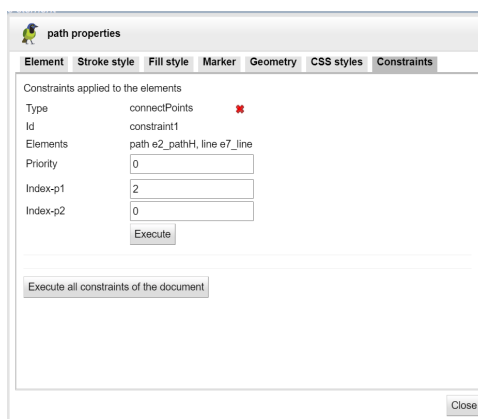 path properties
Element Stroke style Fill style Marker Geometry CSS styles Constraints
Constraints applied to the elements
Type connectPoints
Id constraint1
Elements path e2_pathH, line e7_line
Priority 0
Index-p1 2
Index-p2 0
Execute
Execute all constraints of the document
Close